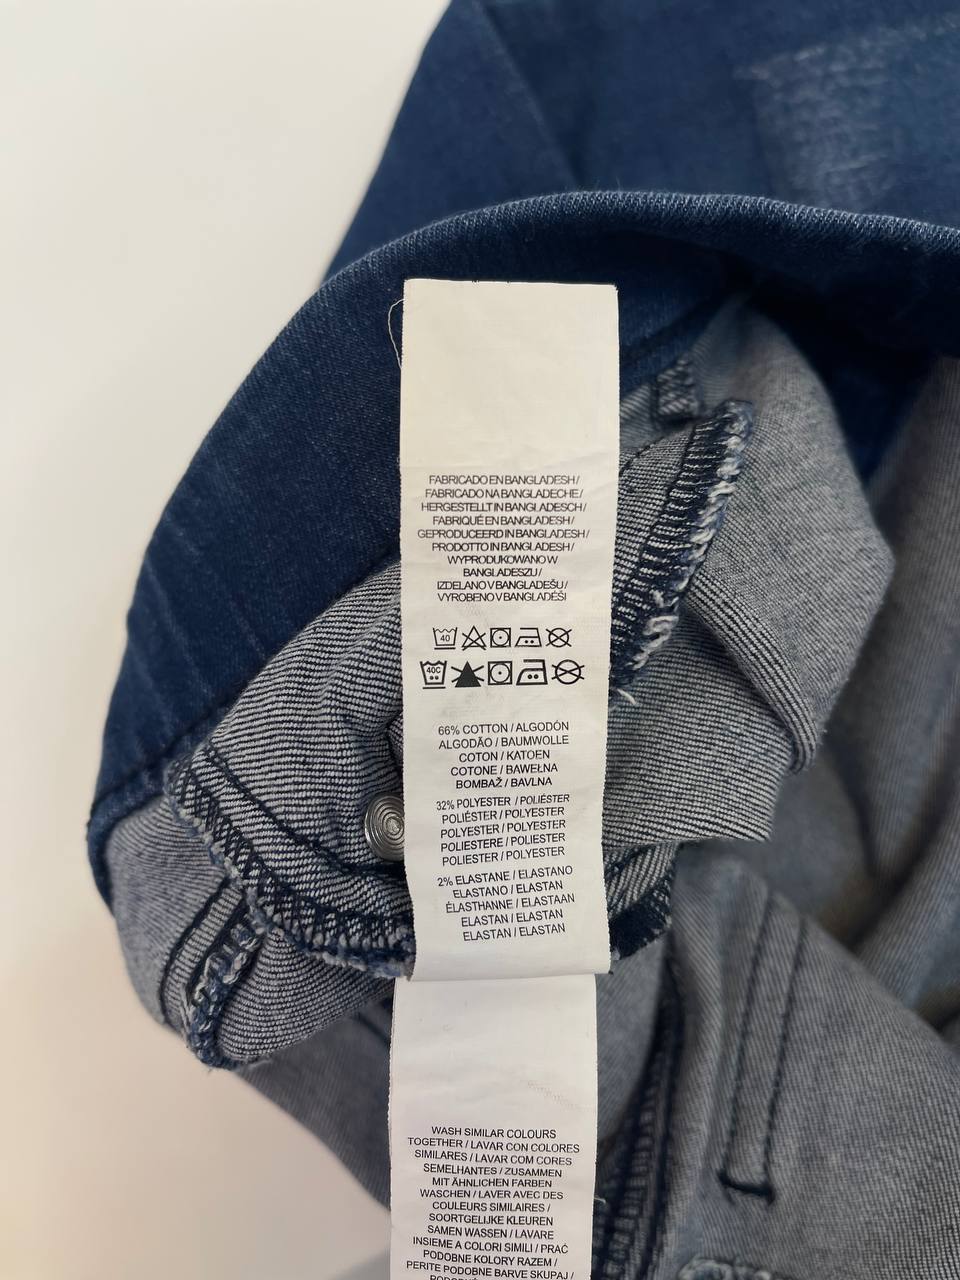 FABRICADO EN BANGLADESH /
FABRICADO NA BANGLADECHE /
HERGESTELLT IN BANGLADESCH /
FABRIQUÉ EN BANGLADESH /
GEPRODUCEERD IN BANGLADESH /
PRODOTTO IN BANGLADESH /
WYPRODUKOWANO W
BANGLADESZU /
IZDELANO V BANGLADEŠU /
VYROBENO V BANGLADÉŠI
40
40C
66% COTTON / ALGODÓN
ALGODÃO / BAUMWOLLE
COTON / KATOEN
COTONE / BAWEŁNA
BOMBAŽ / BAVLNA
32% POLYESTER / POLIÉSTER
POLIÉSTER / POLYESTER
POLYESTER / POLYESTER
POLIESTERE / POLIESTER
POLIESTER / POLYESTER
2% ELASTANE / ELASTANO
ELASTANO / ELASTAN
ÉLASTHANNE / ELASTAAN
ELASTAN / ELASTAN
ELASTAN / ELASTAN
WASH SIMILAR COLOURS
TOGETHER / LAVAR CON COLORES
SIMILARES / LAVAR COM CORES
SEMELHANTES / ZUSAMMEN
MIT ÄHNLICHEN FARBEN
WASCHEN / LAVER AVEC DES
COULEURS SIMILAIRES /
SOORTGELIJKE KLEUREN
SAMEN WASSEN / LAVARE
INSIEME A COLORI SIMILI / PRAĆ
PODOBNE KOLORY RAZEM /
PERITE PODOBNE BARVE SKUPAJ /